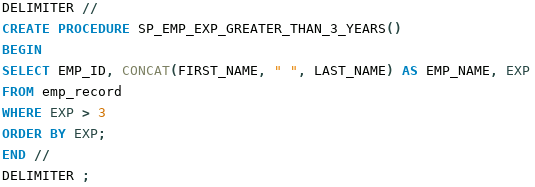 DELIMITER //
CREATE PROCEDURE SP_EMP_EXP_GREATER_THAN_3_YEARS()
BEGIN
SELECT EMP_ID, CONCAT(FIRST_NAME, " ", LAST_NAME) AS EMP_NAME, EXP
FROM emp_record
WHERE EXP > 3
ORDER BY EXP;
END //
DELIMITER ;